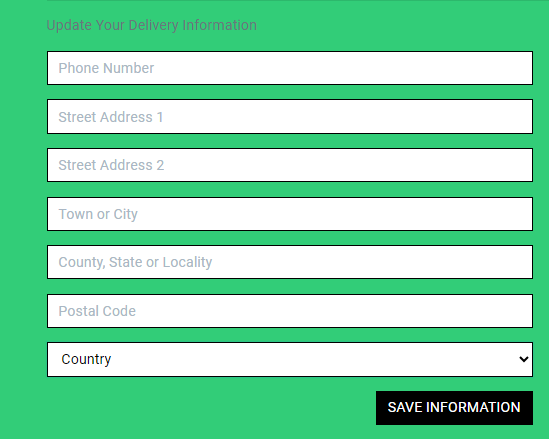 Update Your Delivery Information
Phone Number
Street Address 1
Street Address 2
Town or City
County, State or Locality
Postal Code
Country
SAVE INFORMATION